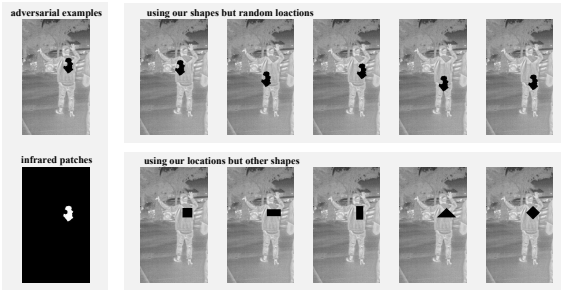 adversarial examples
using our shapes but random loactions
infrared patches
using our locations but other shapes